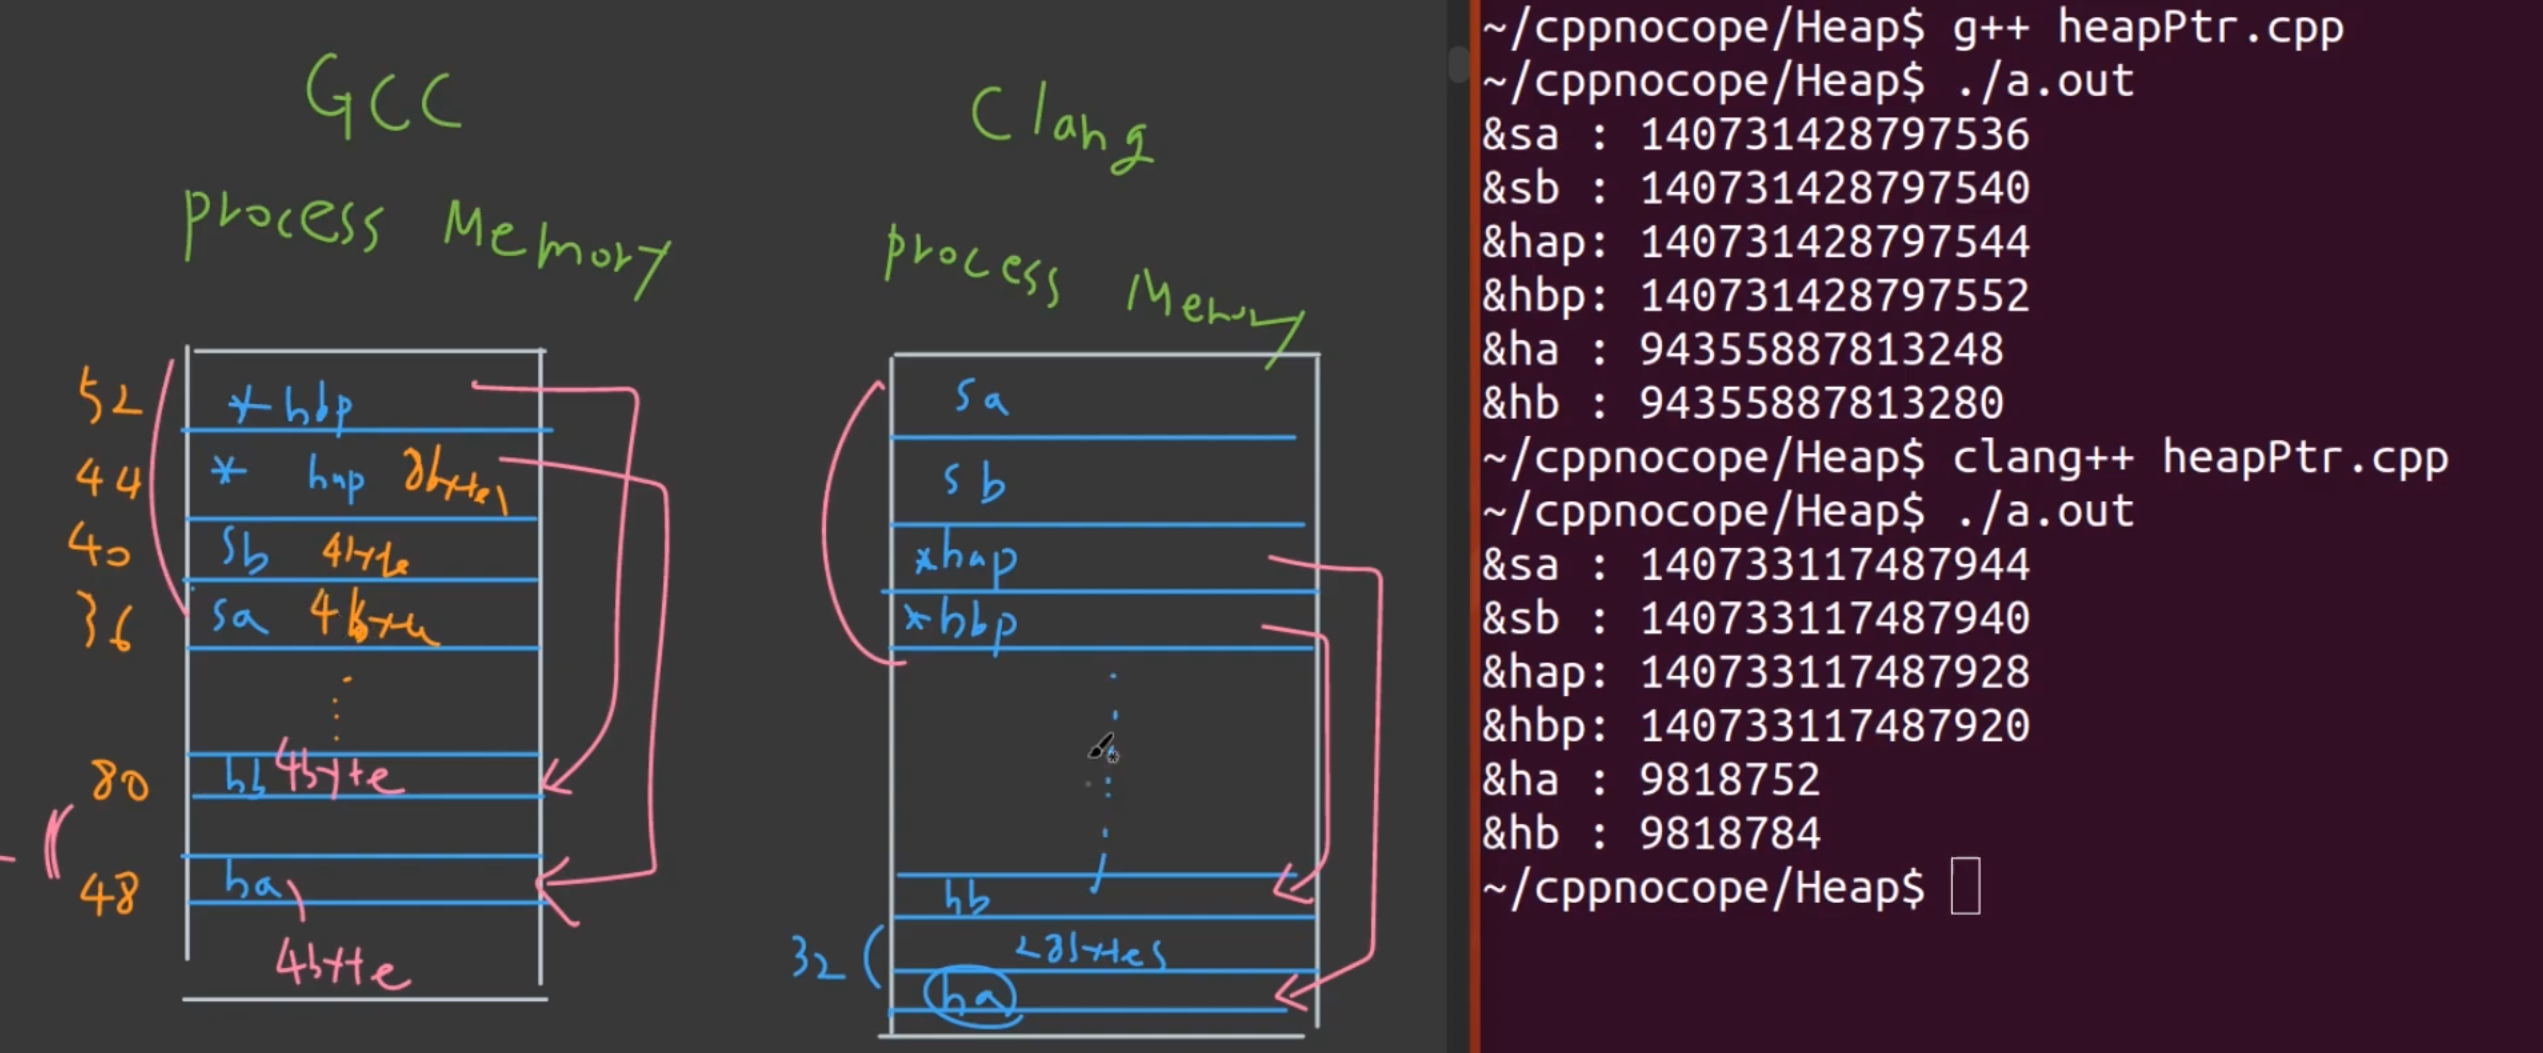 GCC
process Memory
52 *hbp
44 * hap 8bytes
40 sb 4byte
36 sa 4byte
80 hb 4byte
48 ha
4byte
Clang
process Memory
sa
sb
*hap
*hbp
hb
32 28bytes
ha
~/cppnocope/Heap$ g++ heapPtr.cpp
~/cppnocope/Heap$ ./a.out
&sa : 140731428797536
&sb : 140731428797540
&hap: 140731428797544
&hbp: 140731428797552
&ha : 94355887813248
&hb : 94355887813280
~/cppnocope/Heap$ clang++ heapPtr.cpp
~/cppnocope/Heap$ ./a.out
&sa : 140733117487944
&sb : 140733117487940
&hap: 140733117487928
&hbp: 140733117487920
&ha : 9818752
&hb : 9818784
~/cppnocope/Heap$